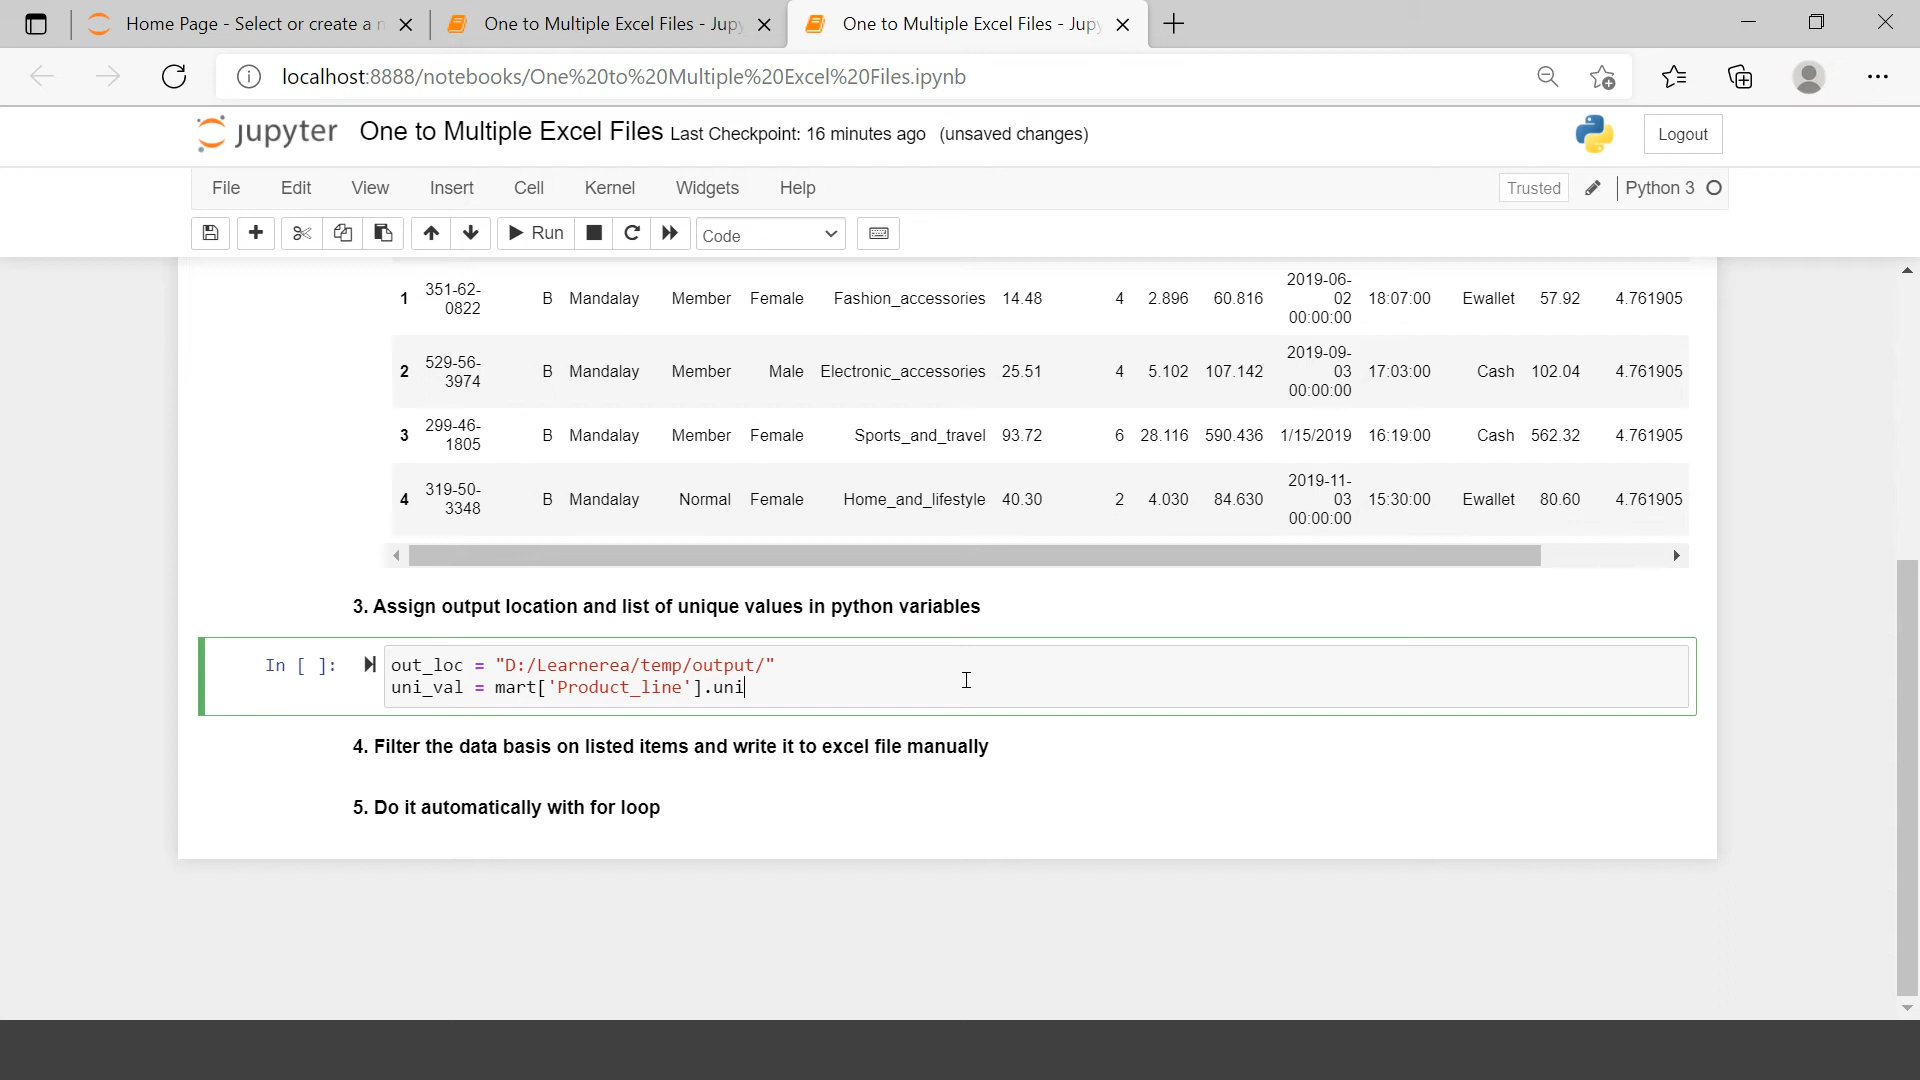 Home Page - Select or create a n
One to Multiple Excel Files - Jupy
One to Multiple Excel Files - Jupy
localhost:8888/notebooks/One%20to%20Multiple%20Excel%20Files.ipynb
jupyter One to Multiple Excel Files Last Checkpoint: 16 minutes ago (unsaved changes)
Logout
File Edit View Insert Cell Kernel Widgets Help Trusted Python 3
Run Code
1 351-62-0822 B Mandalay Member Female Fashion_accessories 14.48 4 2.896 60.816 2019-06-02 00:00:00 18:07:00 Ewallet 57.92 4.761905
2 529-56-3974 B Mandalay Member Male Electronic_accessories 25.51 4 5.102 107.142 2019-09-03 00:00:00 17:03:00 Cash 102.04 4.761905
3 299-46-1805 B Mandalay Member Female Sports_and_travel 93.72 6 28.116 590.436 1/15/2019 16:19:00 Cash 562.32 4.761905
4 319-50-3348 B Mandalay Normal Female Home_and_lifestyle 40.30 2 4.030 84.630 2019-11-03 00:00:00 15:30:00 Ewallet 80.60 4.761905
3. Assign output location and list of unique values in python variables
In [ ]: out_loc = "D:/Learnerea/temp/output/"
uni_val = mart['Product_line'].uni
4. Filter the data basis on listed items and write it to excel file manually
5. Do it automatically with for loop